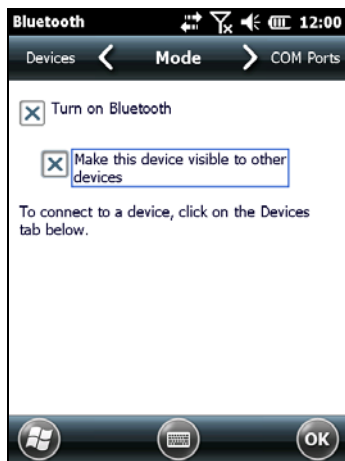 Bluetooth 12:00
Devices Mode COM Ports
Turn on Bluetooth
Make this device visible to other
devices
To connect to a device, click on the Devices
tab below.
OK